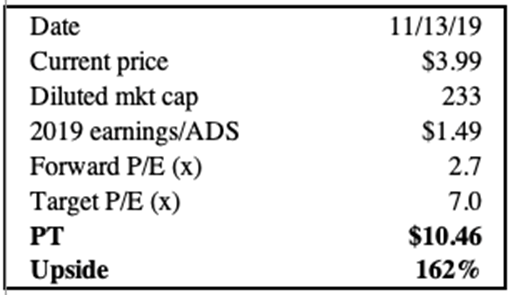 Date 11/13/19
Current price $3.99
Diluted mkt cap 233
2019 earnings/ADS $1.49
Forward P/E (x) 2.7
Target P/E (x) 7.0
PT $10.46
Upside 162%